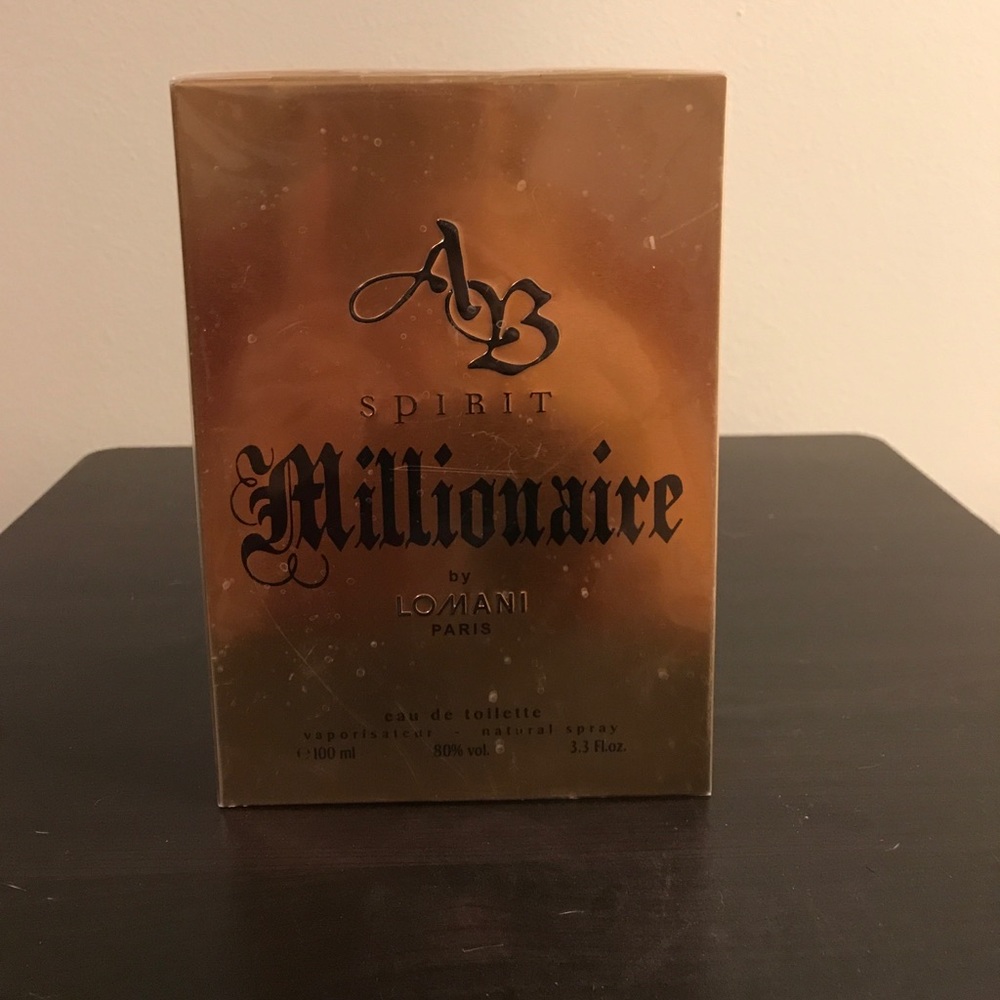 AB
SPIRIT
Millionaire
by
LOMANI
PARIS
eau de toilette
vaporisateur - natural spray
℮ 100 ml 80% vol. 3.3 Fl.oz.